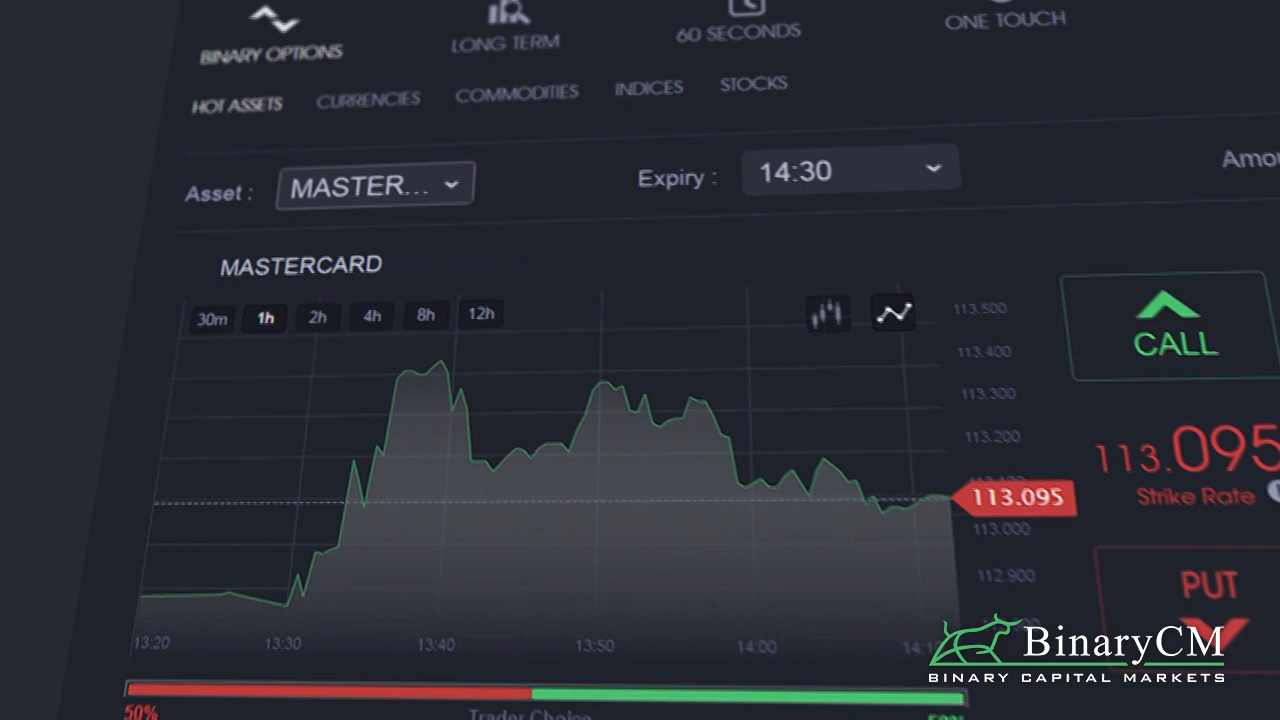 BINARY OPTIONS LONG TERM 60 SECONDS ONE TOUCH
HOT ASSETS CURRENCIES COMMODITIES INDICES STOCKS
Asset : MASTER... Expiry : 14:30
MASTERCARD
30m 1h 2h 4h 8h 12h
113.500
113.400
113.300
113.200
113.095
113.000
112.900
CALL
113.095
Strike Rate
PUT
13:20 13:30 13:40 13:50 14:00
BinaryCM
BINARY CAPITAL MARKETS
50% Trader Choice